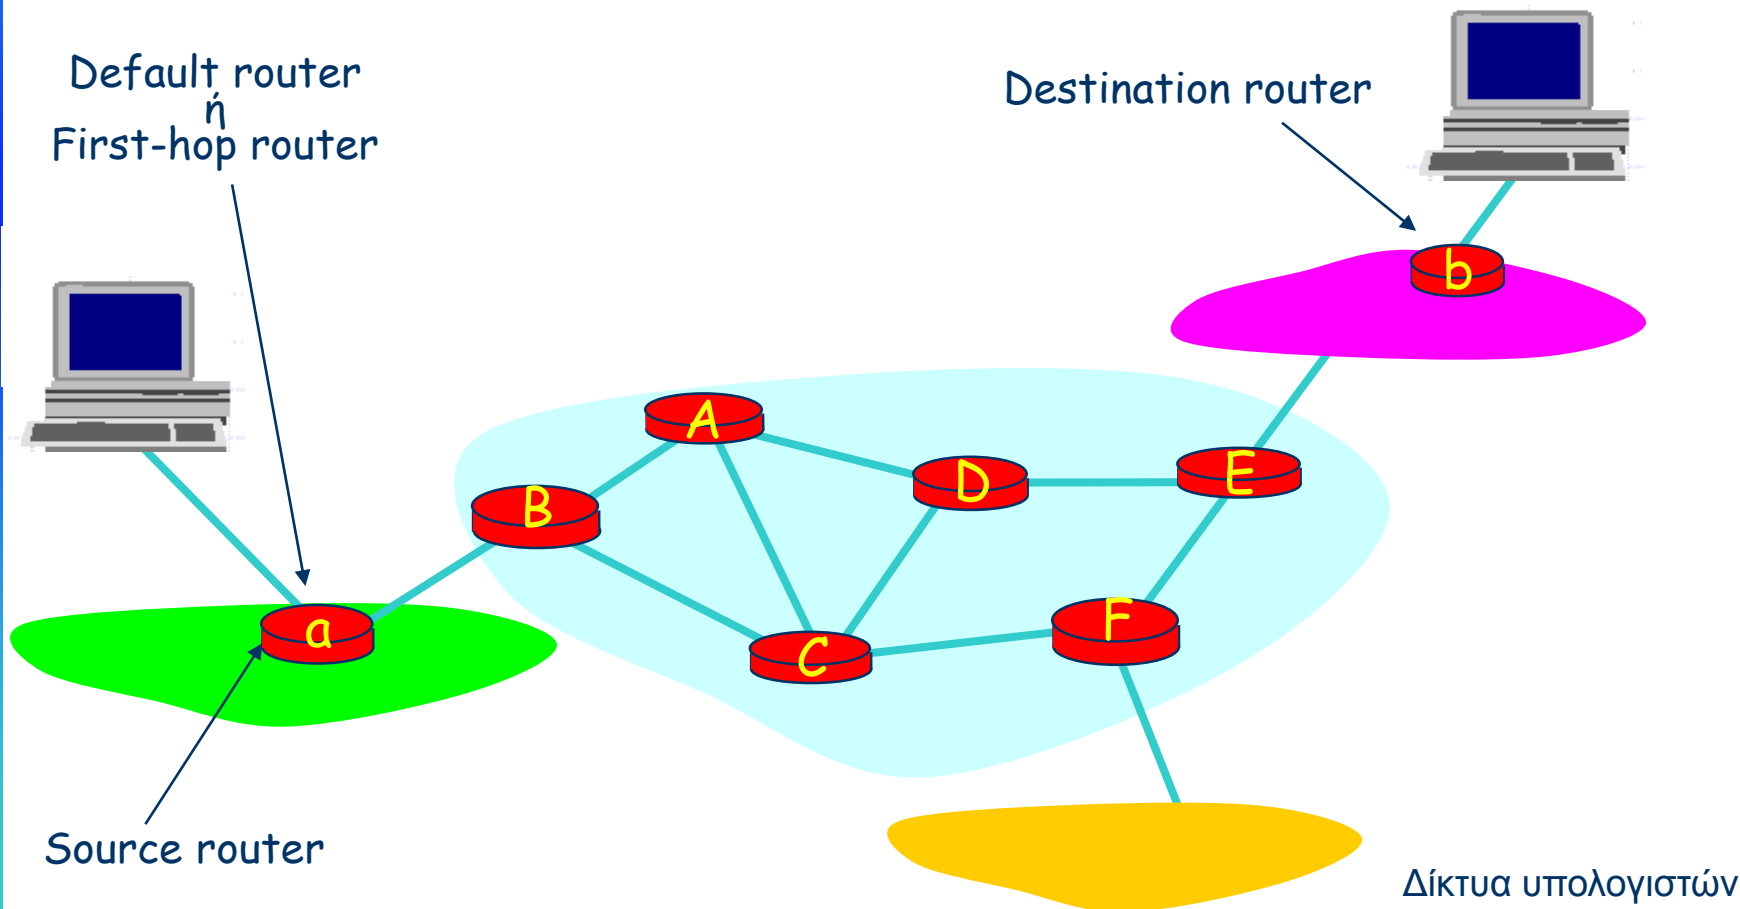 Default router
ή
First-hop router
Destination router
b
A
D
E
B
F
a
C
Source router
Δίκτυα υπολογιστών